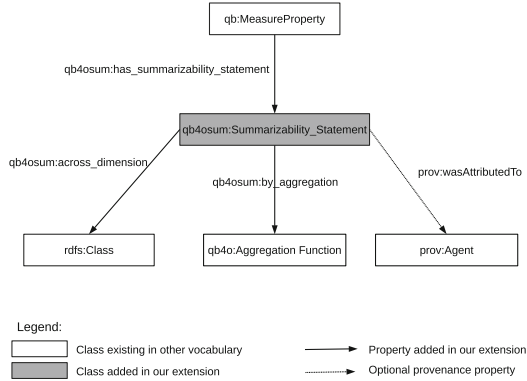 qb:MeasureProperty
qb4osum:has_summarizability_statement
qb4osum:Summarizability_Statement
qb4osum:across_dimension
qb4osum:by_aggregation
prov:wasAttributedTo
rdfs:Class
qb4o:Aggregation Function
prov:Agent
Legend:
Class existing in other vocabulary
Property added in our extension
Class added in our extension
Optional provenance property